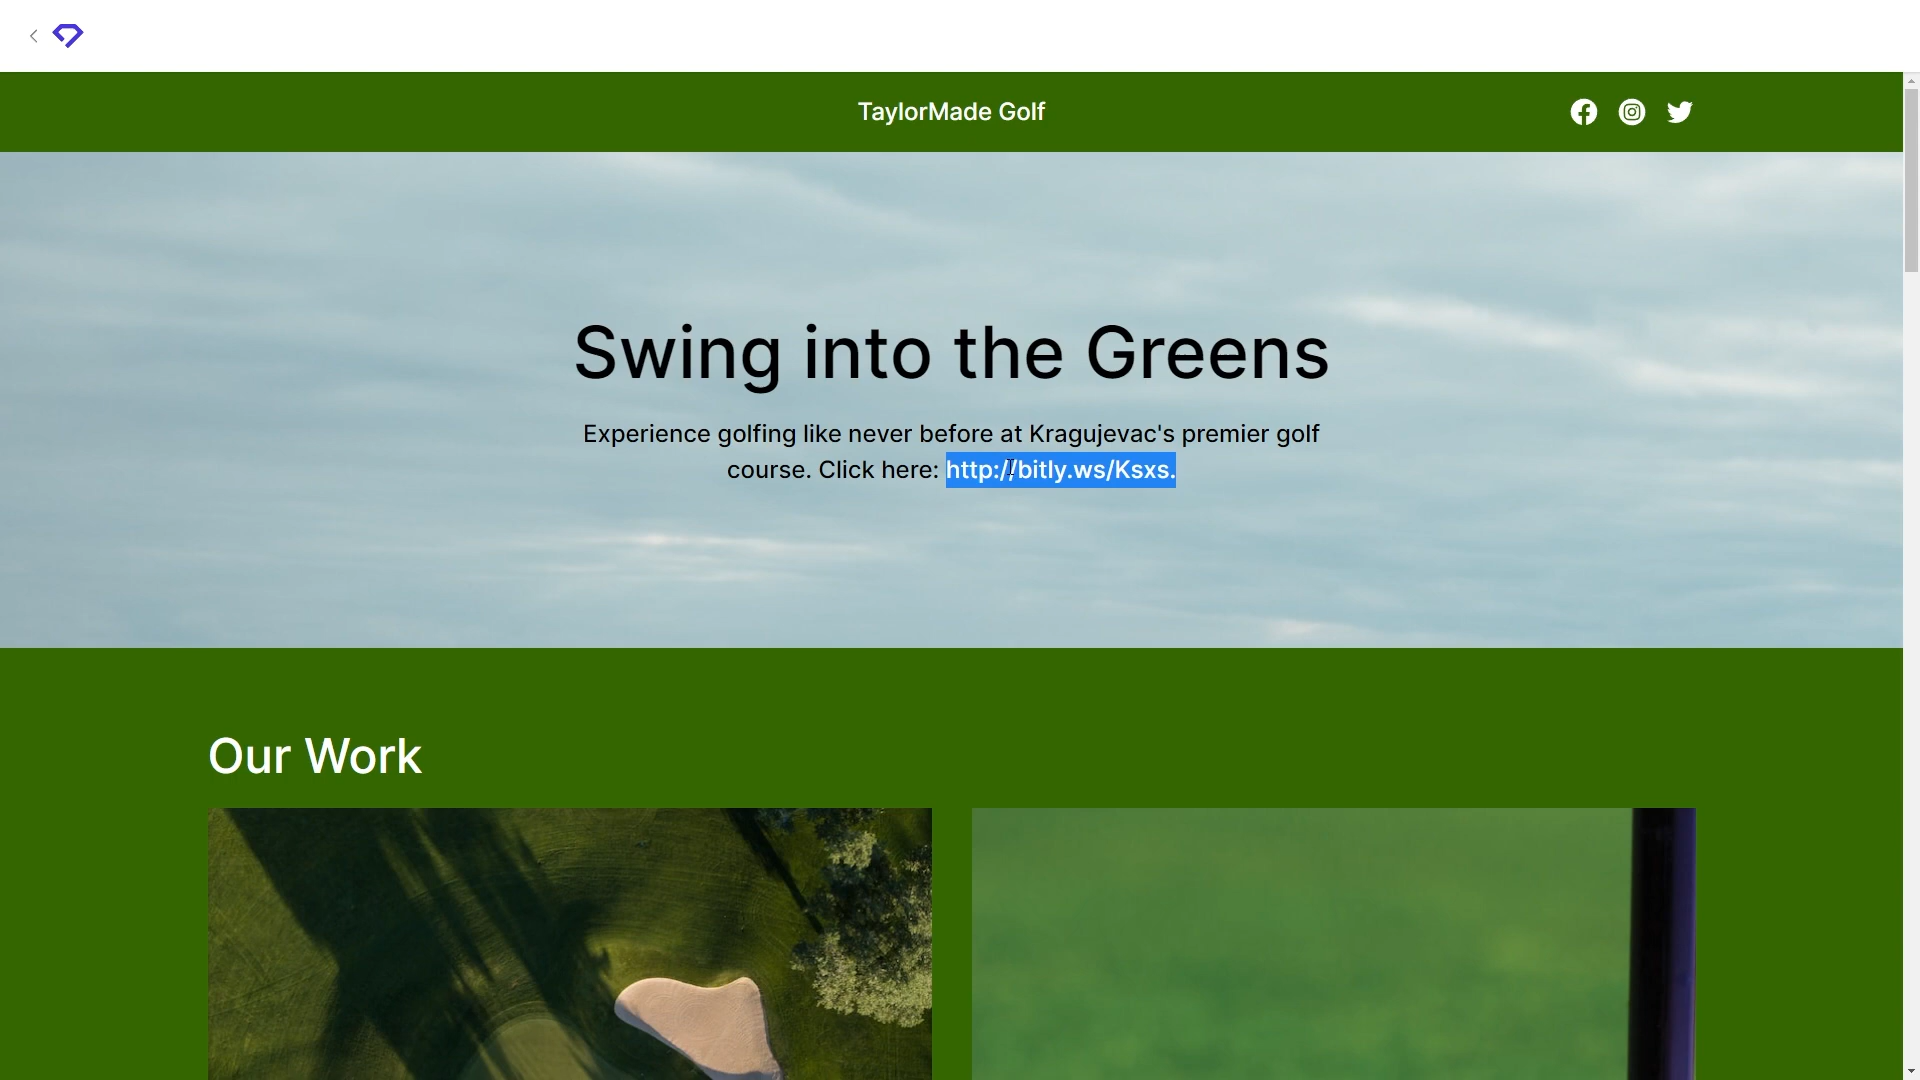 TaylorMade Golf
Swing into the Greens
Experience golfing like never before at Kragujevac's premier golf
course. Click here: http://bitly.ws/Ksxs.
Our Work